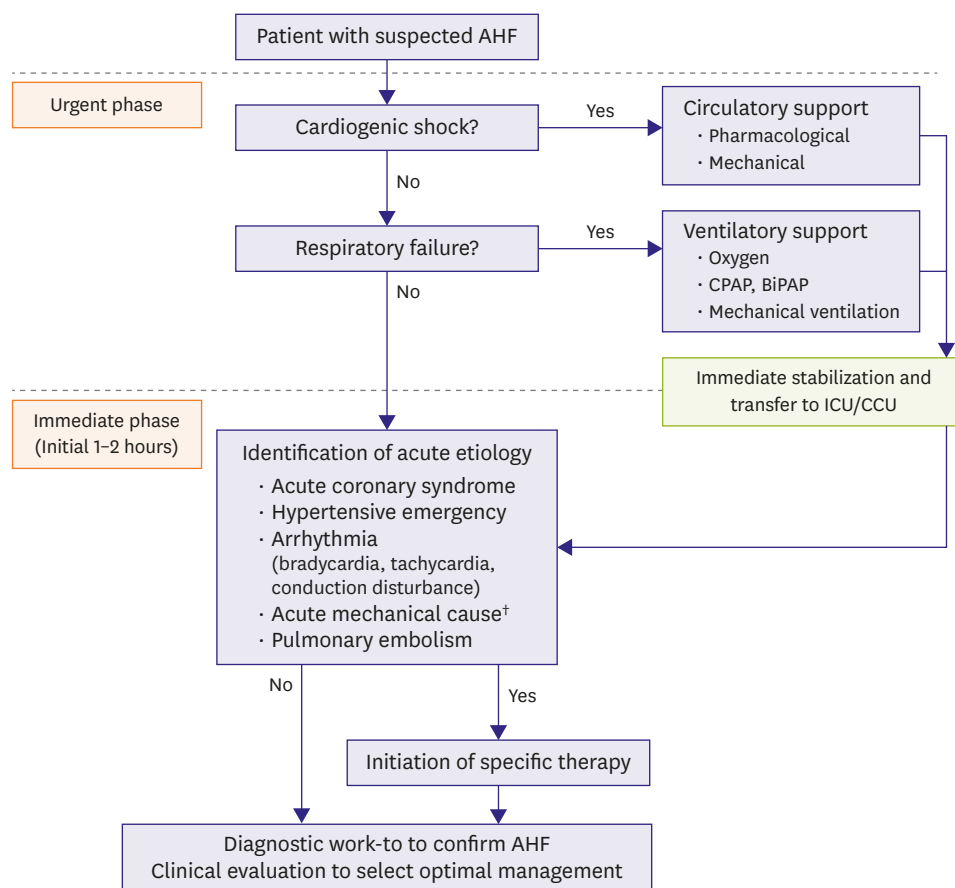 Patient with suspected AHF
Urgent phase
Cardiogenic shock?
Yes
Circulatory support
· Pharmacological
· Mechanical
No
Respiratory failure?
Yes
Ventilatory support
· Oxygen
· CPAP, BiPAP
· Mechanical ventilation
No
Immediate stabilization and
transfer to ICU/CCU
Immediate phase
(Initial 1–2 hours)
Identification of acute etiology
· Acute coronary syndrome
· Hypertensive emergency
· Arrhythmia
(bradycardia, tachycardia,
conduction disturbance)
· Acute mechanical cause†
· Pulmonary embolism
No
Yes
Initiation of specific therapy
Diagnostic work-to to confirm AHF
Clinical evaluation to select optimal management